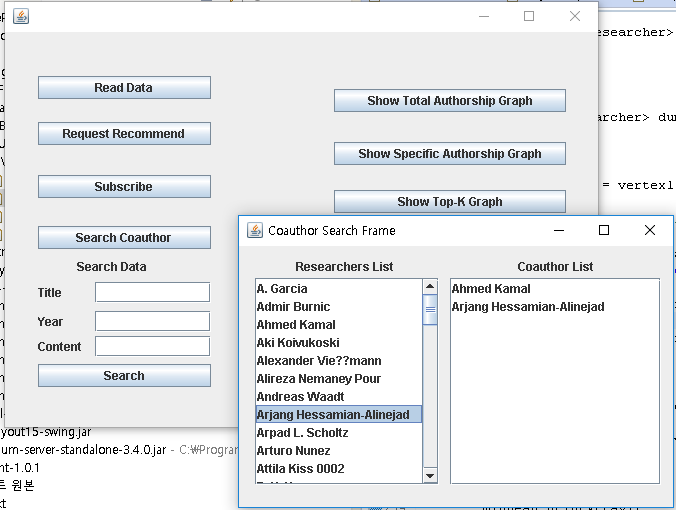 Read Data
Request Recommend
Subscribe
Search Coauthor
Search Data
Title
Year
Content
Search
Show Total Authorship Graph
Show Specific Authorship Graph
Show Top-K Graph
Coauthor Search Frame
Researchers List
A. Garcia
Admir Burnic
Ahmed Kamal
Aki Koivukoski
Alexander Vie??mann
Alireza Nemaney Pour
Andreas Waadt
Arjang Hessamian-Alinejad
Arpad L. Scholtz
Arturo Nunez
Attila Kiss 0002
Coauthor List
Ahmed Kamal
Arjang Hessamian-Alinejad
esearcher>
archer> du
= vertex1
yout15-swing.jar
um-server-standalone-3.4.0.jar - C:₩Program
nt-1.0.1
트 원본
xt